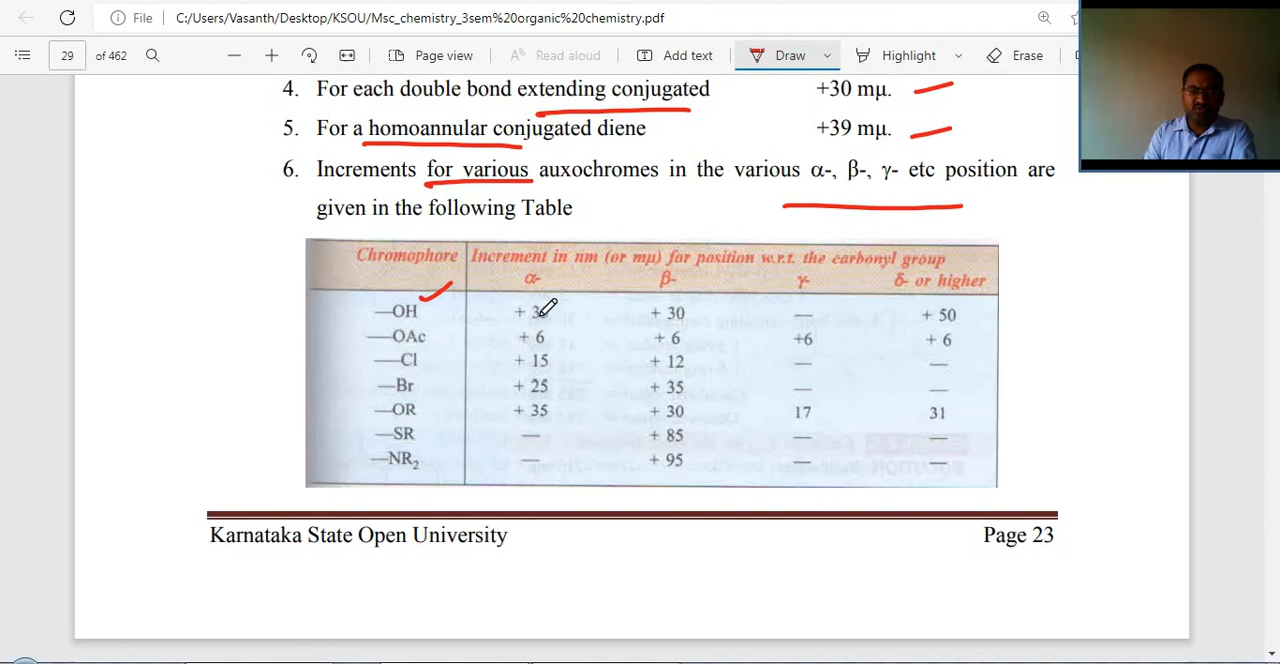 File C:/Users/Vasanth/Desktop/KSOU/Msc_chemistry_3sem%20organic%20chemistry.pdf
29 of 462 Page view Read aloud Add text Draw Highlight Erase
4. For each double bond extending conjugated +30 mμ.
5. For a homoannular conjugated diene +39 mμ.
6. Increments for various auxochromes in the various α-, β-, γ- etc position are
given in the following Table
Chromophore Increment in nm (or mμ) for position w.r.t. the carbonyl group
α- β- γ- δ- or higher
—OH + 30 — + 50
—OAc + 6 + 6 +6 + 6
—Cl + 15 + 12 — —
—Br + 25 + 35 — —
—OR + 35 + 30 17 31
—SR — + 85 — —
—NR₂ — + 95 — —
Karnataka State Open University Page 23